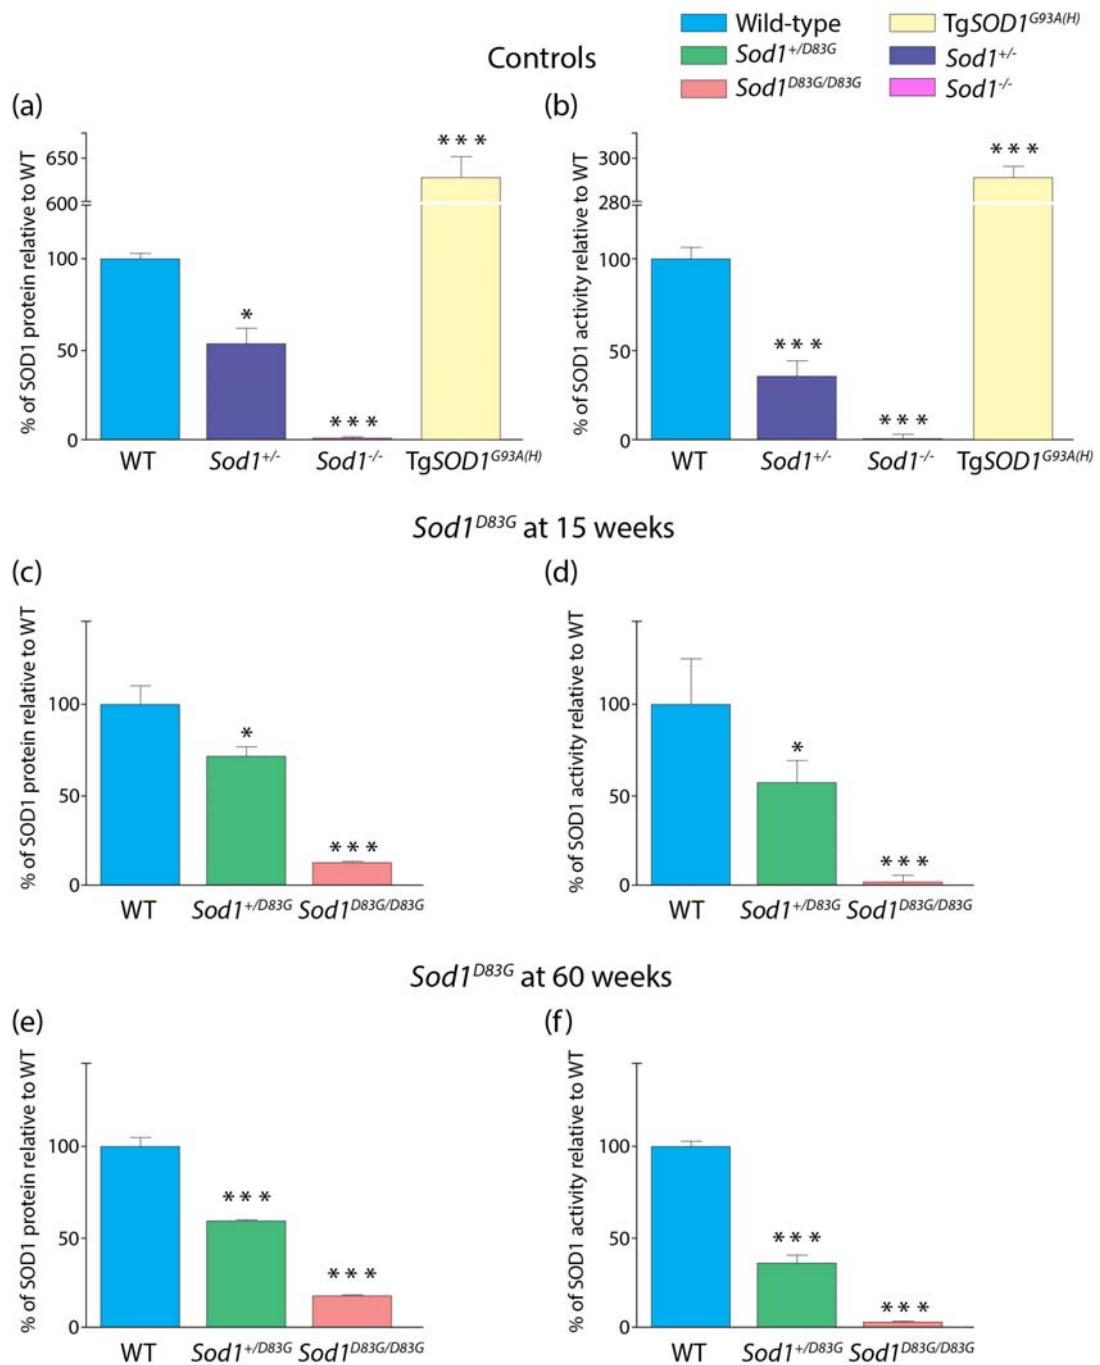 Controls
Wild-type
Sod1+/D83G
Sod1D83G/D83G
TgSOD1G93A(H)
Sod1+/-
Sod1-/-
(a)
% of SOD1 protein relative to WT
650
600
100
50
0
* 
***
***
WT
Sod1+/-
Sod1-/-
TgSOD1G93A(H)
(b)
% of SOD1 activity relative to WT
300
280
100
50
0
***
***
***
WT
Sod1+/-
Sod1-/-
TgSOD1G93A(H)
Sod1D83G at 15 weeks
(c)
% of SOD1 protein relative to WT
100
50
0
*
***
WT
Sod1+/D83G
Sod1D83G/D83G
(d)
% of SOD1 activity relative to WT
100
50
0
*
***
WT
Sod1+/D83G
Sod1D83G/D83G
Sod1D83G at 60 weeks
(e)
% of SOD1 protein relative to WT
100
50
0
***
***
WT
Sod1+/D83G
Sod1D83G/D83G
(f)
% of SOD1 activity relative to WT
100
50
0
***
***
WT
Sod1+/D83G
Sod1D83G/D83G